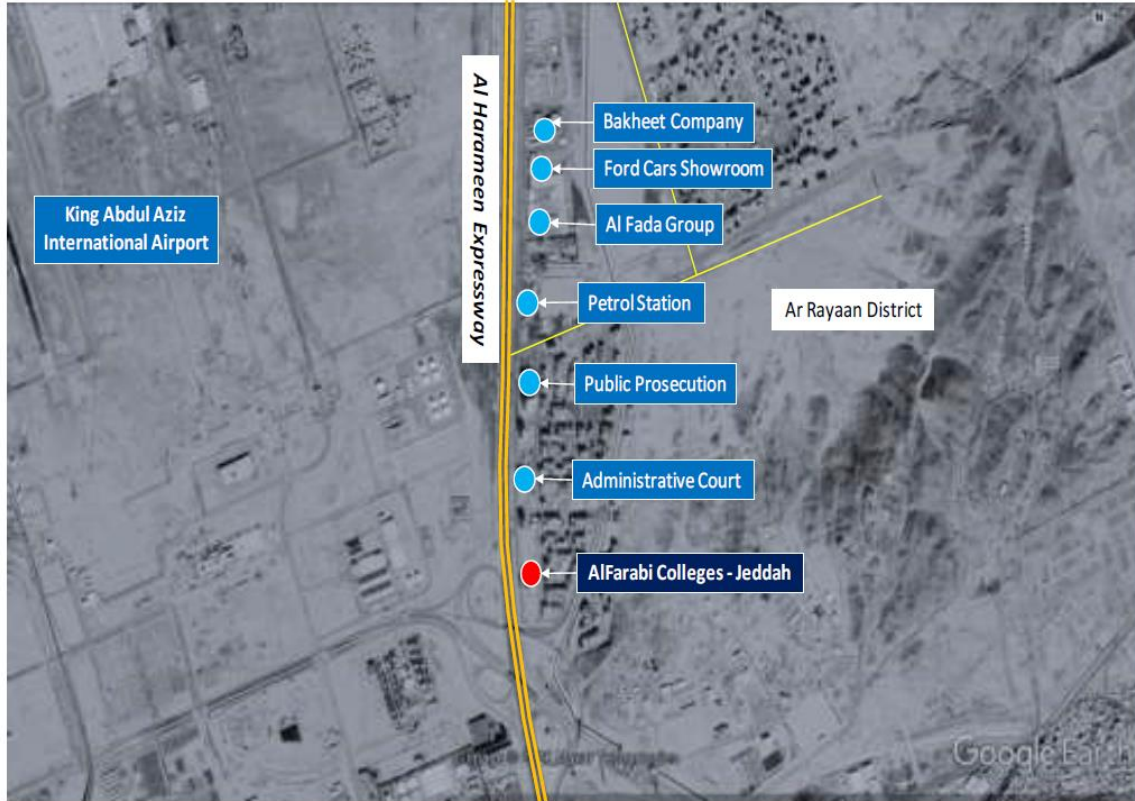 Al Harameen Expressway
Bakheet Company
Ford Cars Showroom
King Abdul Aziz
International Airport
Al Fada Group
Petrol Station
Ar Rayaan District
Public Prosecution
Administrative Court
AlFarabi Colleges - Jeddah
Google Earth